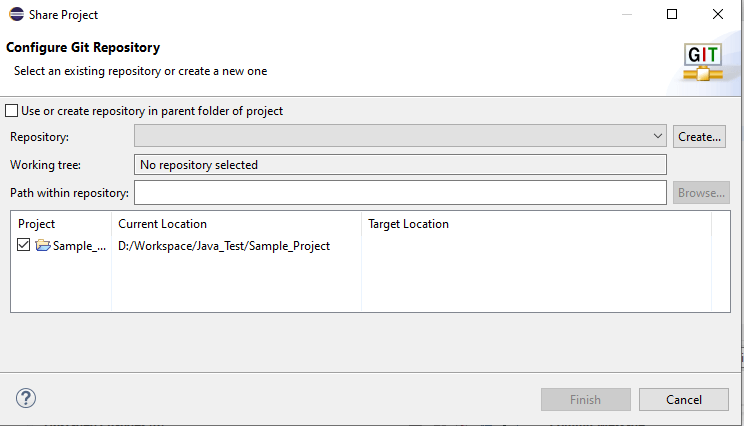 Share Project
Configure Git Repository
Select an existing repository or create a new one
GIT
Use or create repository in parent folder of project
Repository:
Create...
Working tree: No repository selected
Path within repository:
Browse...
Project Current Location Target Location
Sample_... D:/Workspace/Java_Test/Sample_Project
?
Finish Cancel